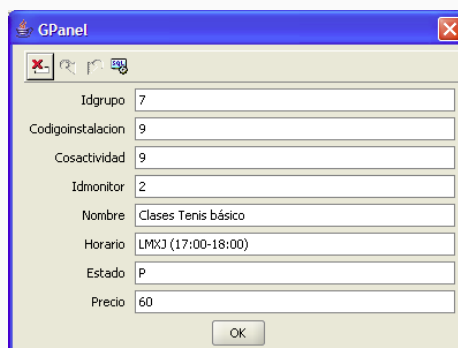 GPanel
SQL
Idgrupo 7
Codigoinstalacion 9
Cosactividad 9
Idmonitor 2
Nombre Clases Tenis básico
Horario LMXJ (17:00-18:00)
Estado P
Precio 60
OK